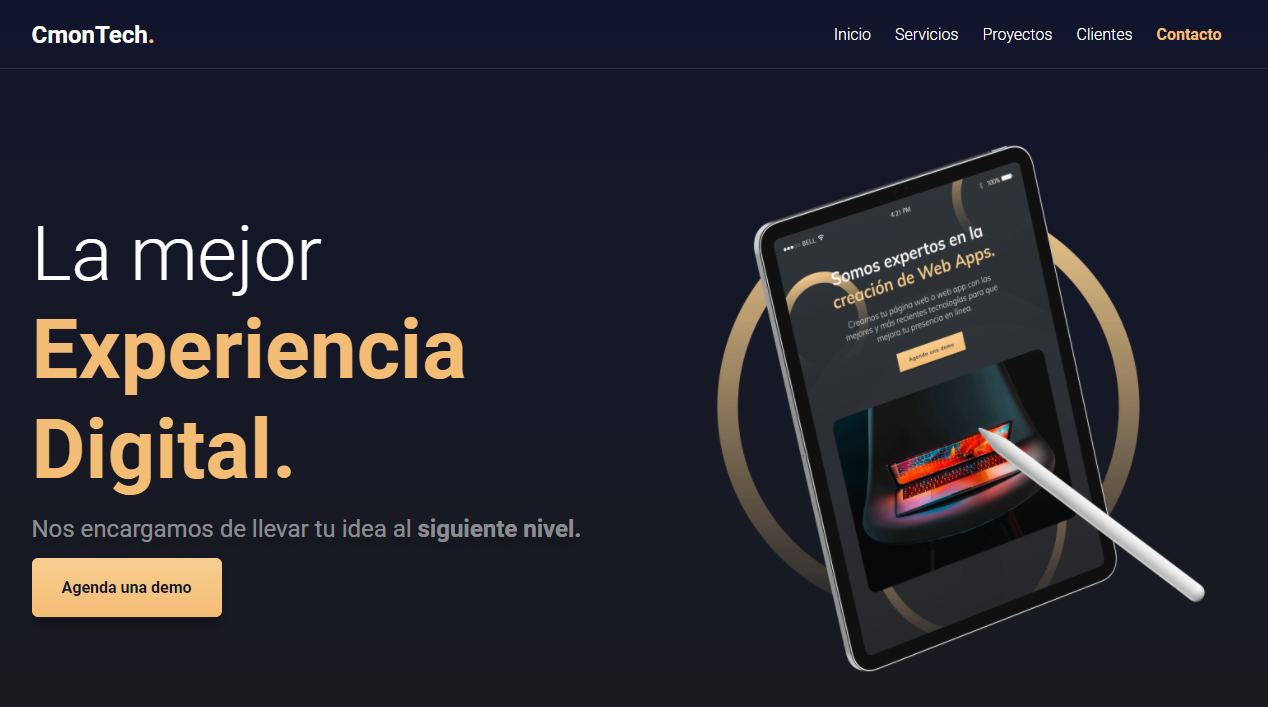 CmonTech.
Inicio Servicios Proyectos Clientes Contacto
La mejor
Experiencia
Digital.
Nos encargamos de llevar tu idea al siguiente nivel.
Agenda una demo
BELL 4:21 PM 100%
Somos expertos en la
creación de Web Apps.
Creamos tu página web o web app con las
mejores y más recientes tecnologías para que
mejora tu presencia en línea.
Agenda una demo